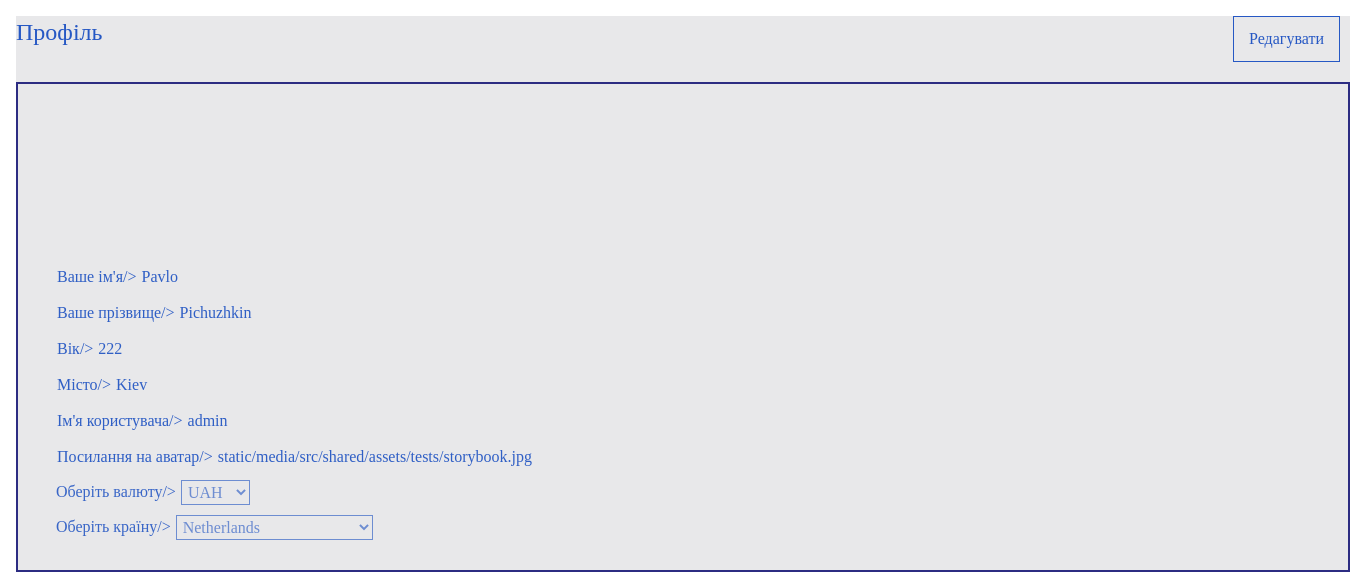 Профіль
Редагувати
Ваше ім'я/> Pavlo
Ваше прізвище/> Pichuzhkin
Вік/> 222
Місто/> Kiev
Ім'я користувача/> admin
Посилання на аватар/> static/media/src/shared/assets/tests/storybook.jpg
Оберіть валюту/> UAH
Оберіть країну/> Netherlands